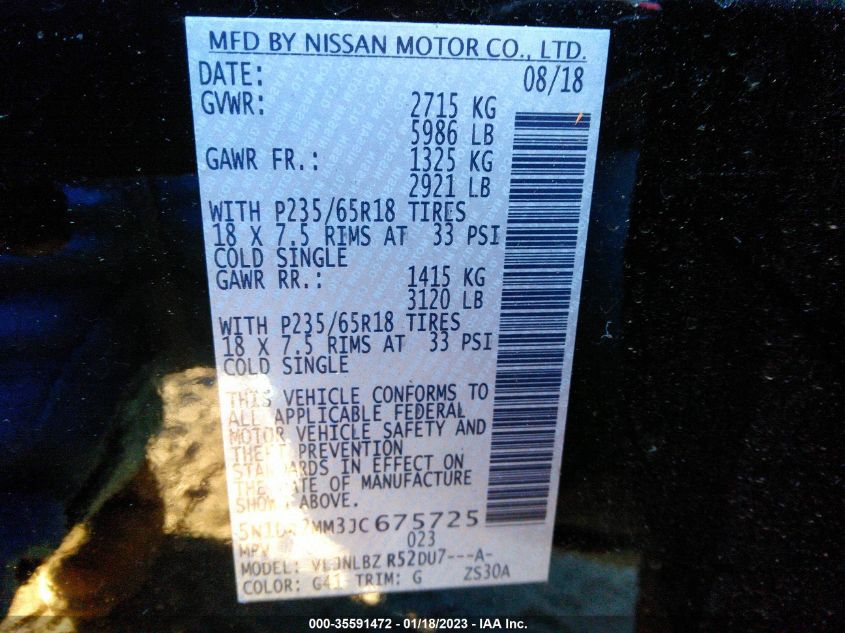 MFD BY NISSAN MOTOR CO., LTD.
DATE: 08/18
GVWR: 2715 KG
5986 LB
GAWR FR.: 1325 KG
2921 LB
WITH P235/65R18 TIRES
18 X 7.5 RIMS AT 33 PSI
COLD SINGLE
GAWR RR.: 1415 KG
3120 LB
WITH P235/65R18 TIRES
18 X 7.5 RIMS AT 33 PSI
COLD SINGLE
THIS VEHICLE CONFORMS TO
ALL APPLICABLE FEDERAL
MOTOR VEHICLE SAFETY AND
THEFT PREVENTION
STANDARDS IN EFFECT ON
THE DATE OF MANUFACTURE
SHOWN ABOVE.
675725
MPV 023
MODEL: R52DU7---A-
COLOR: G41 TRIM: G ZS30A
000-35591472 - 01/18/2023 - IAA Inc.